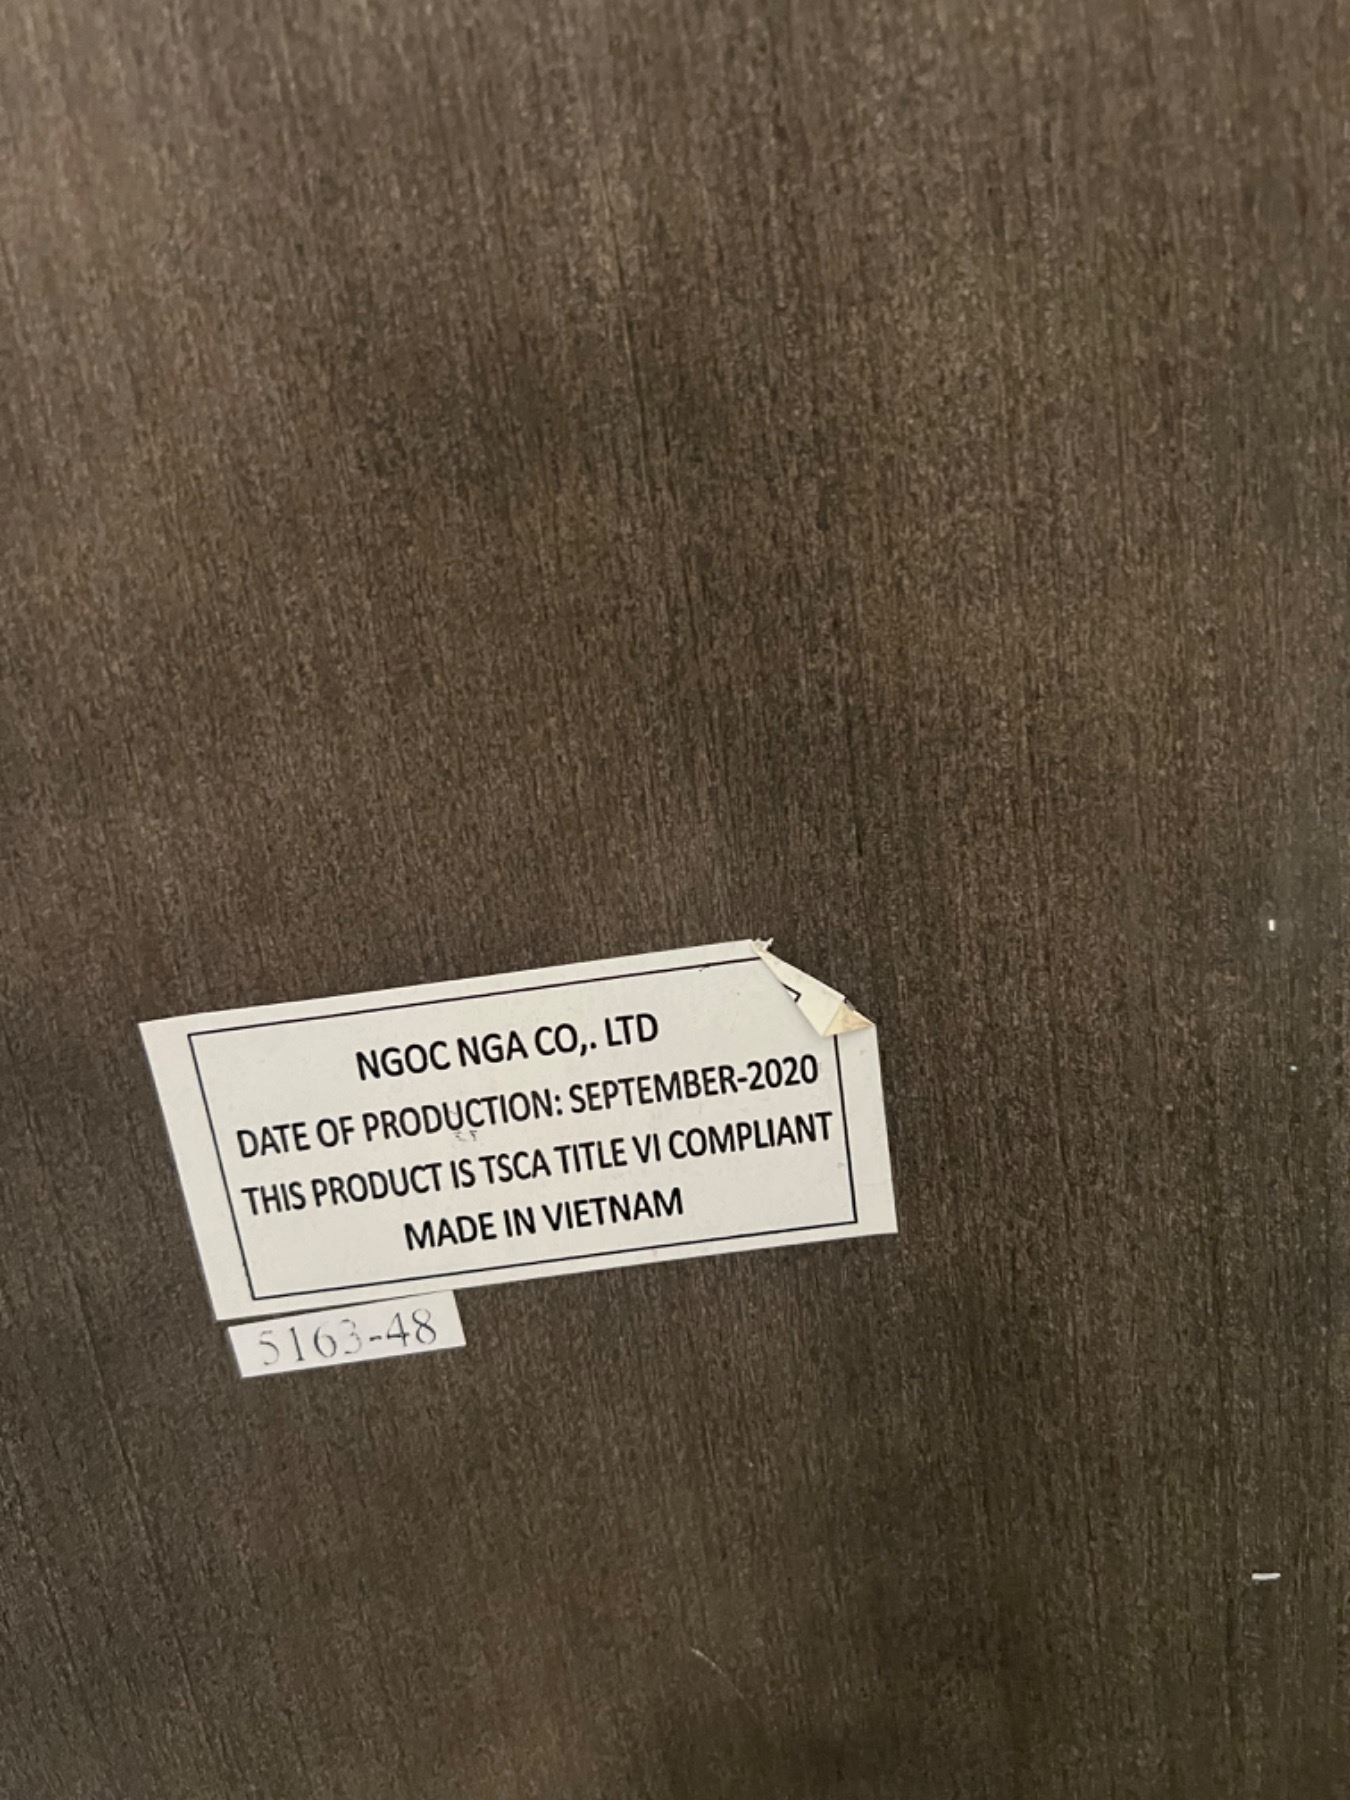 NGOC NGA CO,. LTD
DATE OF PRODUCTION: SEPTEMBER-2020
THIS PRODUCT IS TSCA TITLE VI COMPLIANT
MADE IN VIETNAM
5163-48